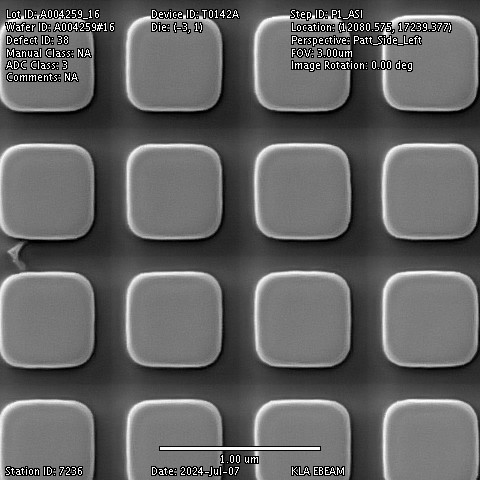 Lot ID: A004259_16
Wafer ID: A004259#16
Defect ID: 38
Manual Class: NA
ADC Class: 3
Comments: NA
Device ID: T0142A
Die: (-3, 1)
Step ID: P1_ASI
Location: (12080.575, 17239.377)
Perspective: Patt_Side_Left
FOV: 3.00um
Image Rotation: 0.00 deg
1.00 um
Station ID: 7236
Date: 2024-Jul-07
KLA EBEAM